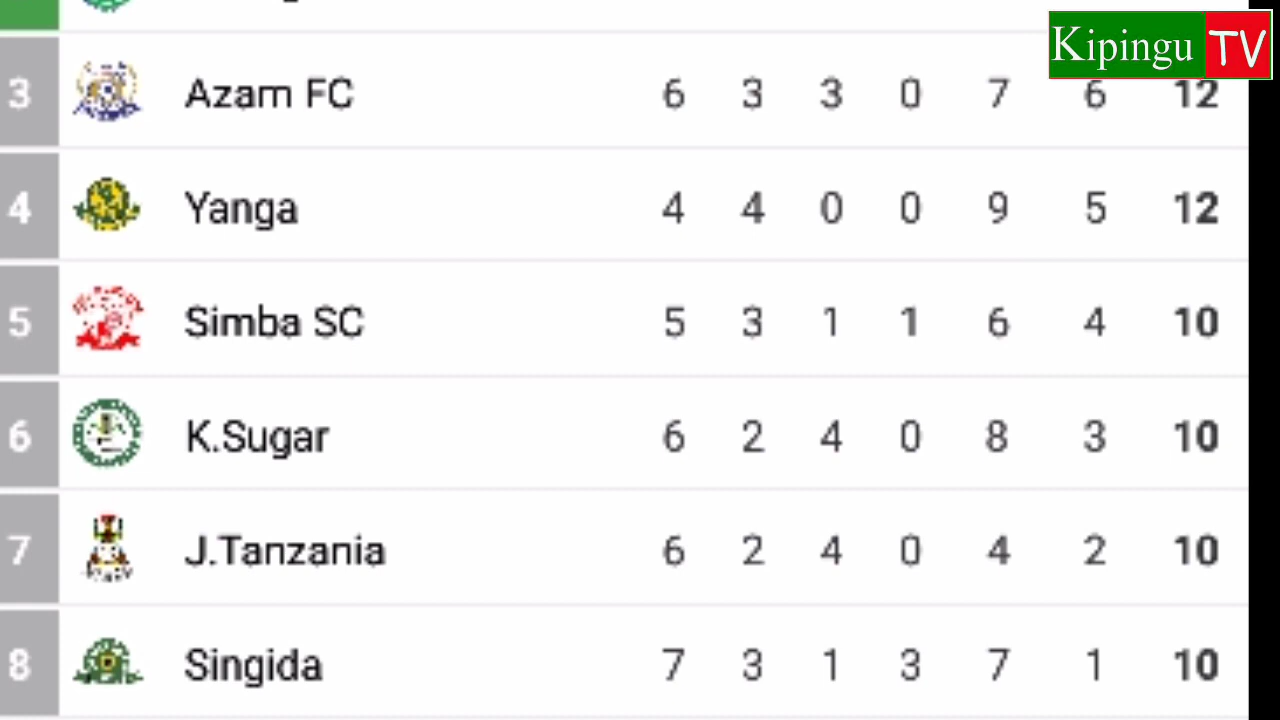 Kipingu TV
3 Azam FC 6 3 3 0 7 6 12
4 Yanga 4 4 0 0 9 5 12
5 Simba SC 5 3 1 1 6 4 10
6 K.Sugar 6 2 4 0 8 3 10
7 J.Tanzania 6 2 4 0 4 2 10
8 Singida 7 3 1 3 7 1 10